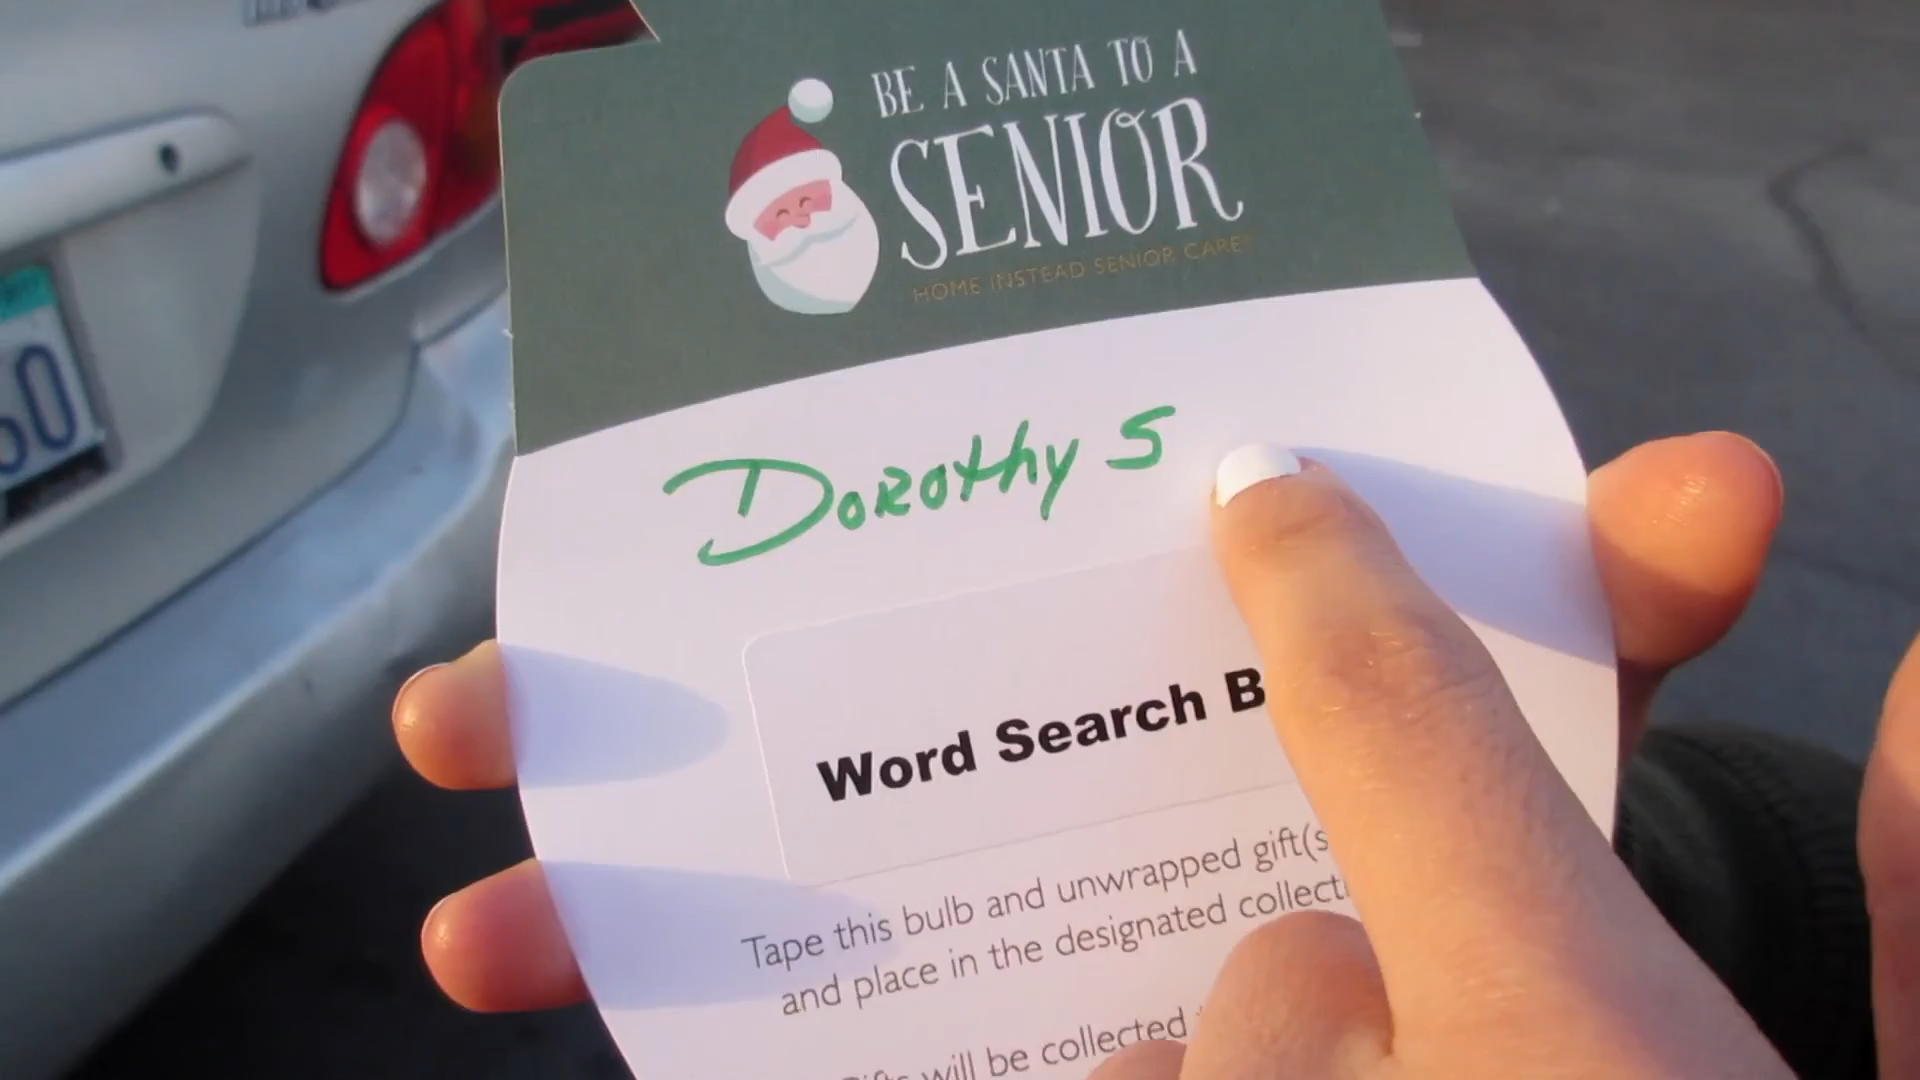 BE A SANTA TO A
SENIOR
HOME INSTEAD SENIOR CARE
Dorothy S
Word Search B
Tape this bulb and unwrapped gift(s
and place in the designated collect
will be collected
60